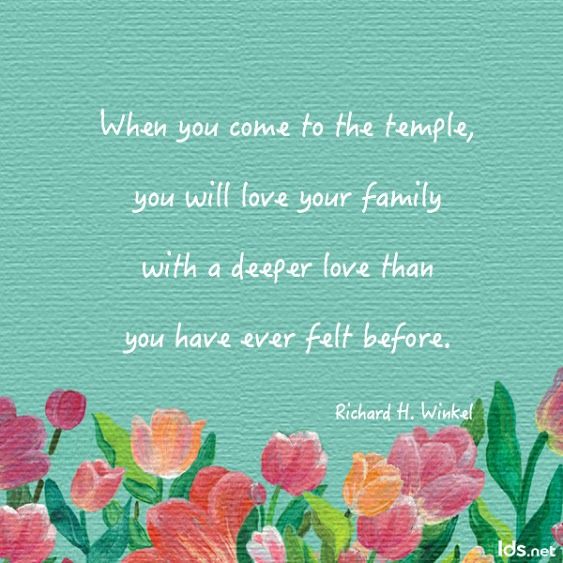 When you come to the temple,
you will love your family
with a deeper love than
you have ever felt before.
Richard H. Winkel
lds.net